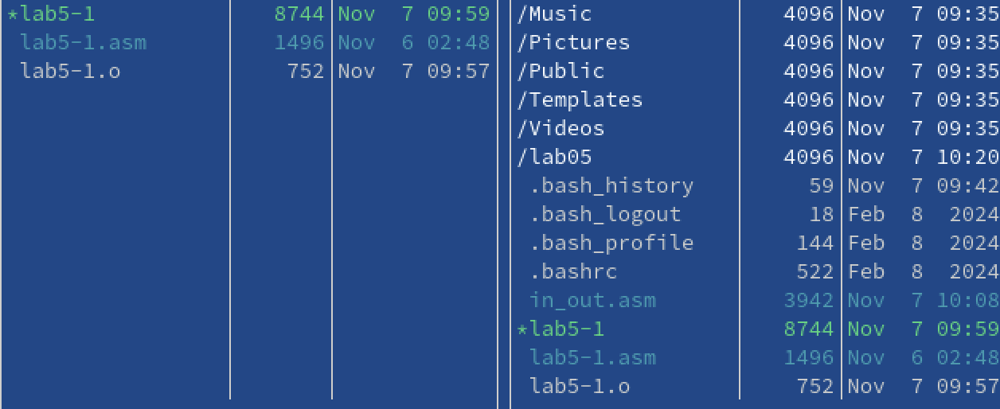 *lab5-1 8744 Nov 7 09:59
lab5-1.asm 1496 Nov 6 02:48
lab5-1.o 752 Nov 7 09:57
/Music 4096 Nov 7 09:35
/Pictures 4096 Nov 7 09:35
/Public 4096 Nov 7 09:35
/Templates 4096 Nov 7 09:35
/Videos 4096 Nov 7 09:35
/lab05 4096 Nov 7 10:20
.bash_history 59 Nov 7 09:42
.bash_logout 18 Feb 8 2024
.bash_profile 144 Feb 8 2024
.bashrc 522 Feb 8 2024
in_out.asm 3942 Nov 7 10:08
*lab5-1 8744 Nov 7 09:59
lab5-1.asm 1496 Nov 6 02:48
lab5-1.o 752 Nov 7 09:57